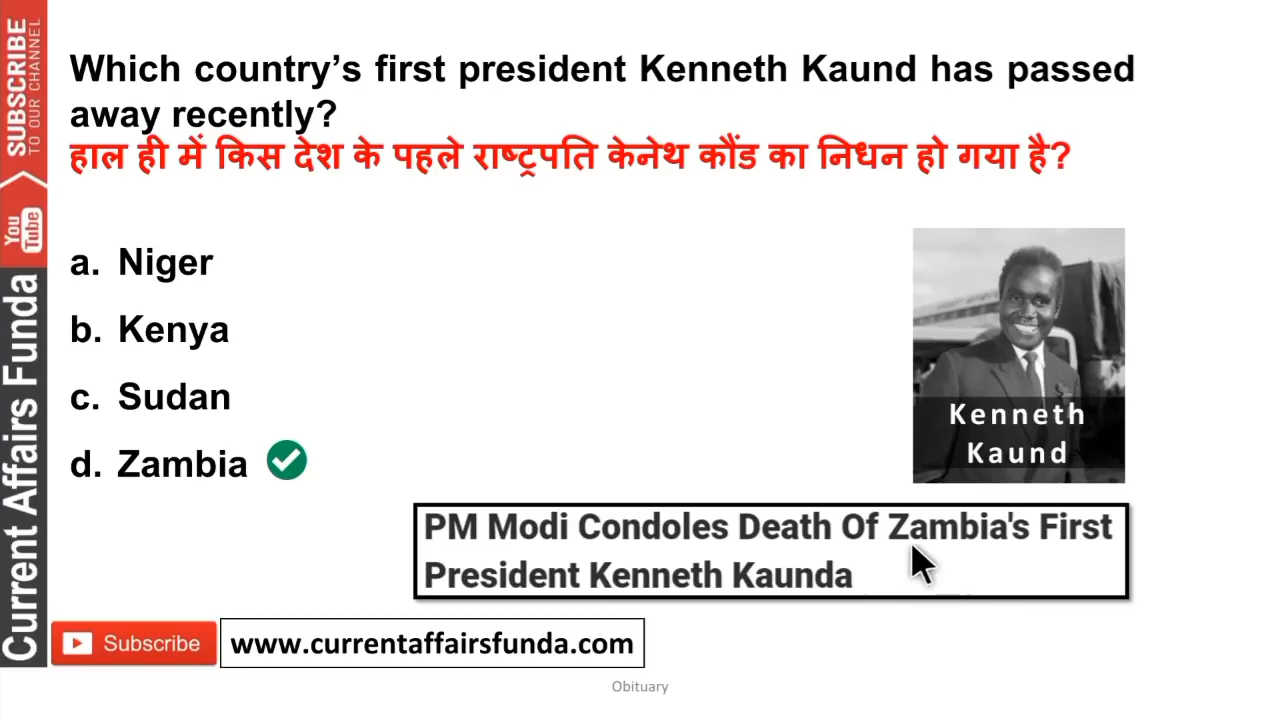 SUBSCRIBE
TO OUR CHANNEL
You
Tube
Current Affairs Funda
Which country’s first president Kenneth Kaund has passed
away recently?
हाल ही में किस देश के पहले राष्ट्रपति केनेथ कौंड का निधन हो गया है?
a. Niger
b. Kenya
c. Sudan
d. Zambia
Kenneth
Kaund
PM Modi Condoles Death Of Zambia's First
President Kenneth Kaunda
Subscribe
www.currentaffairsfunda.com
Obituary